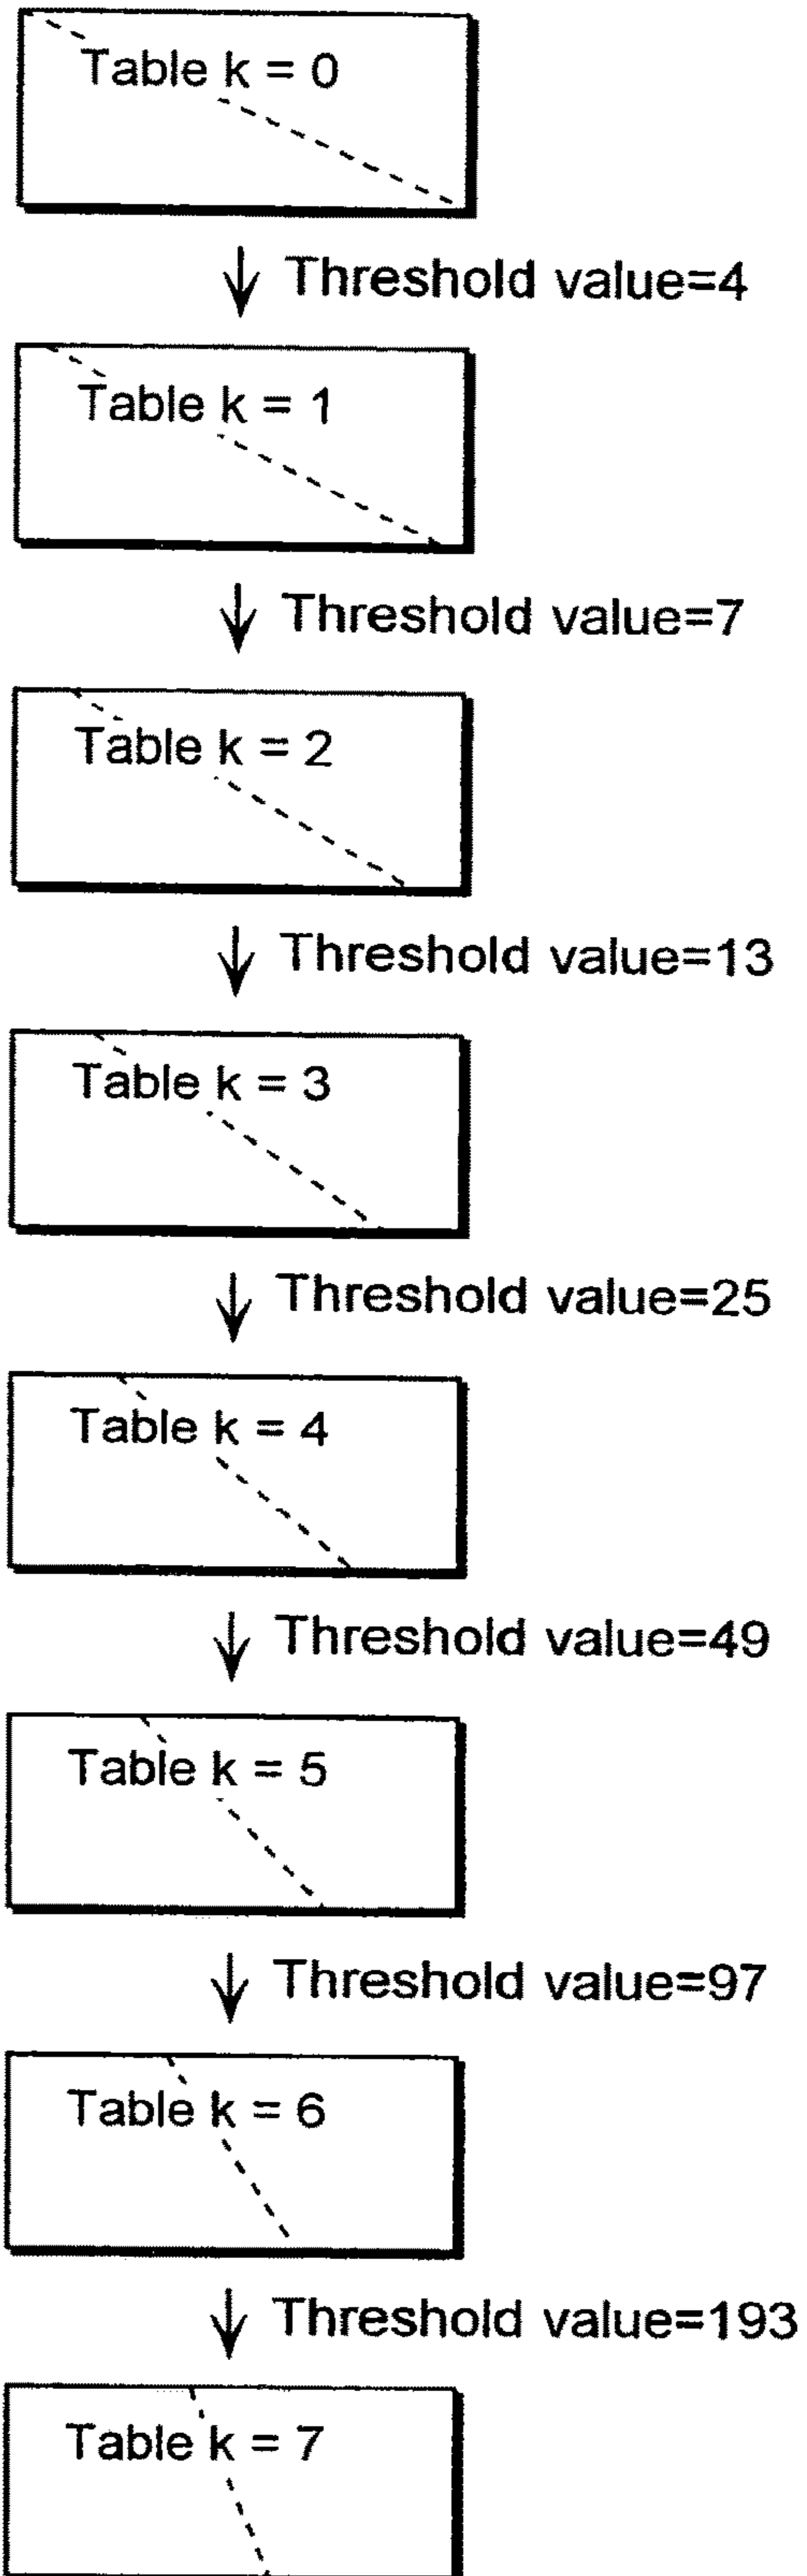 Table k = 0
Threshold value=4
Table k = 1
Threshold value=7
Table k = 2
Threshold value=13
Table k = 3
Threshold value=25
Table k = 4
Threshold value=49
Table k = 5
Threshold value=97
Table k = 6
Threshold value=193
Table k = 7